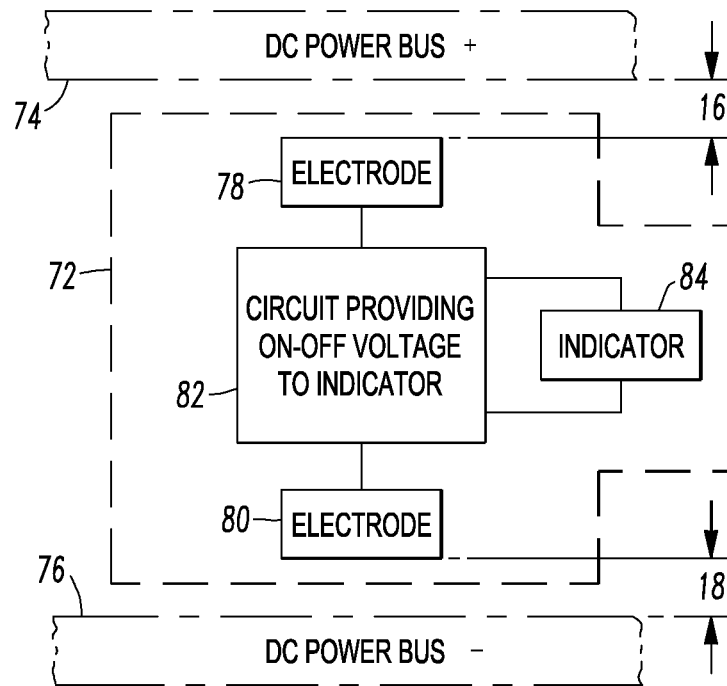 DC POWER BUS +
74
16
78
ELECTRODE
72
CIRCUIT PROVIDING
ON-OFF VOLTAGE
TO INDICATOR
82
84
INDICATOR
80
ELECTRODE
76
18
DC POWER BUS -